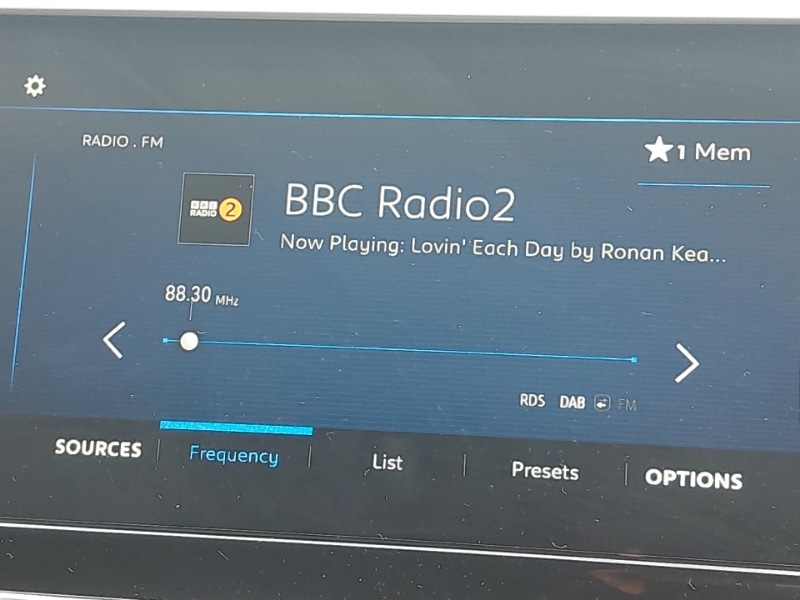 RADIO . FM
1 Mem
BBC
RADIO 2
BBC Radio2
Now Playing: Lovin' Each Day by Ronan Kea...
88.30 MHz
RDS DAB FM
SOURCES Frequency List Presets OPTIONS